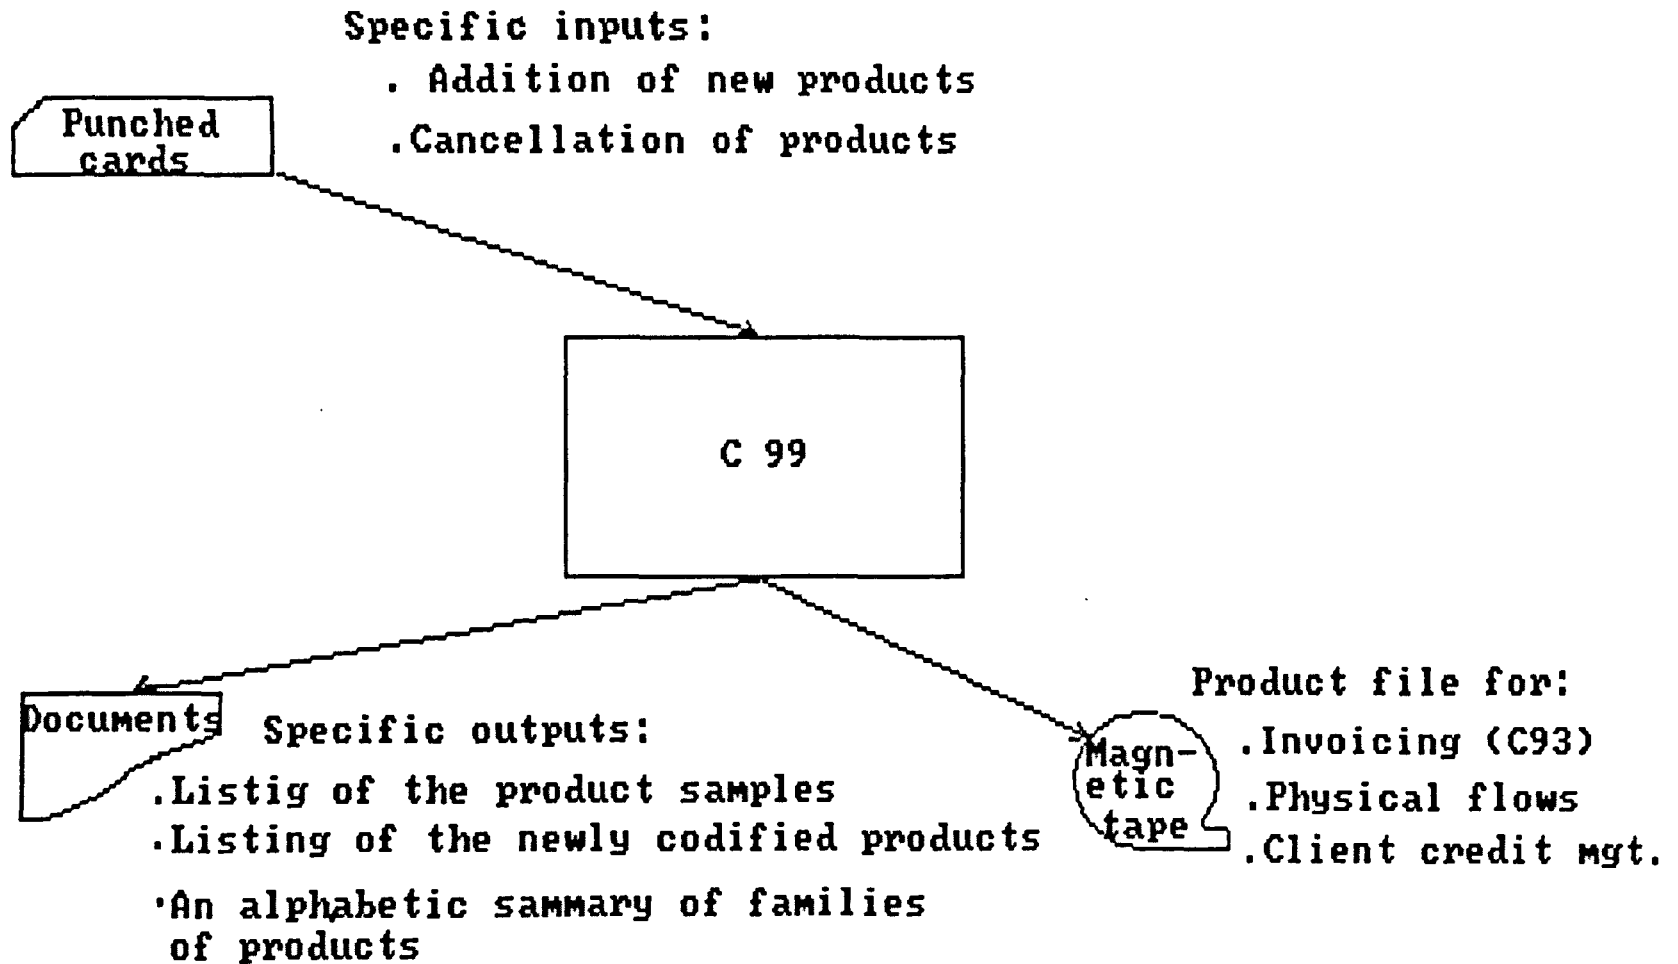 Specific inputs:
. Addition of new products
.Cancellation of products
Punched
cards
C 99
Documents
Specific outputs:
.Listig of the product samples
.Listing of the newly codified products
.An alphabetic sammary of families
of products
Product file for:
.Invoicing (C93)
.Physical flows
.Client credit mgt.
Magn-
etic
tape